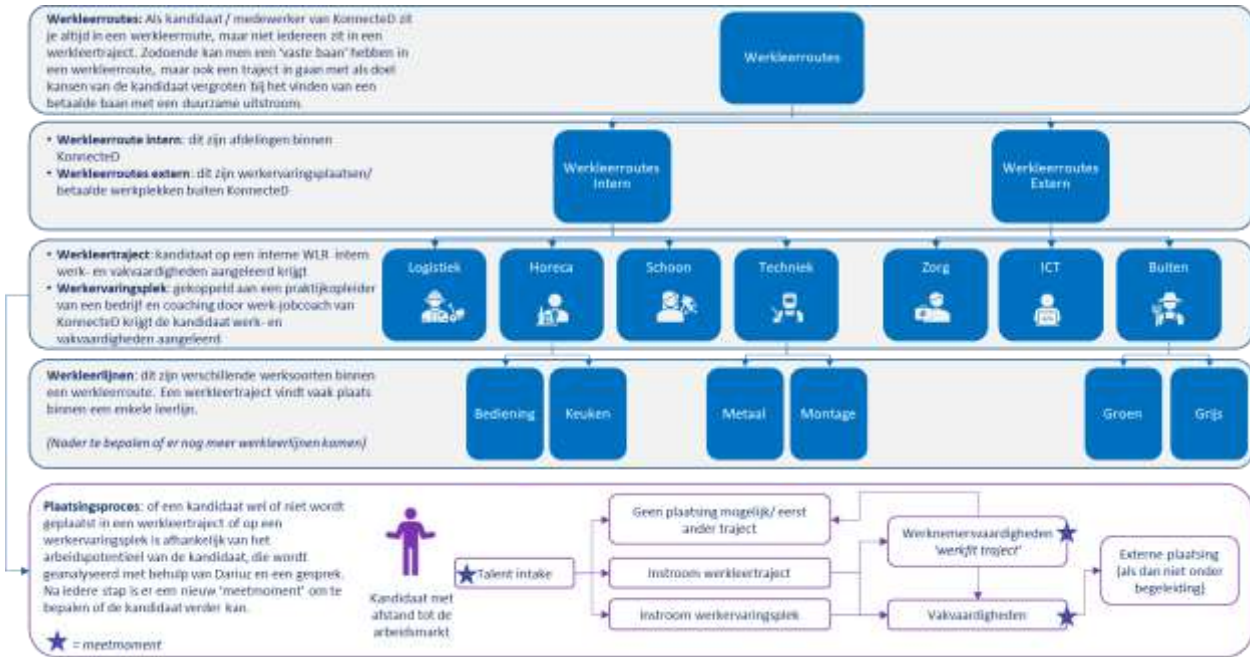 Werkleerroutes: Als kandidaat / medewerker van KonnecteD zit
je altijd in een werkleerroute, maar niet iedereen zit in een
werkleertraject. Zodoende kan men een 'vaste baan' hebben in
een werkleerroute, maar ook een traject in gaan met als doel
kansen van de kandidaat vergroten bij het vinden van een
betaalde baan met een duurzame uitstroom.
Werkleerroutes
• Werkleerroute intern: dit zijn afdelingen binnen
KonnecteD
• Werkleerroutes extern: dit zijn werkervaringsplaatsen/
betaalde werkplekken buiten KonnecteD
Werkleerroutes
Intern
Werkleerroutes
Extern
• Werkleertraject: kandidaat op een interne WLR intern
werk- en vakvaardigheden aangeleerd krijgt
• Werkervaringsplek: gekoppeld aan een praktijkopleider
van een bedrijf en coaching door werk-jobcoach van
KonnecteD krijgt de kandidaat werk- en
vakvaardigheden aangeleerd
Logistiek
Horeca
Schoon
Techniek
Zorg
ICT
Buiten
Werkleerlijnen: dit zijn verschillende werksoorten binnen
een werkleerroute. Een werkleertraject vindt vaak plaats
binnen een enkele leerlijn.
(Nader te bepalen of er nog meer werkleerlijnen komen)
Bediening
Keuken
Metaal
Montage
Groen
Grijs
Plaatsingsproces: of een kandidaat wel of niet wordt
geplaatst in een werkleertraject of op een
werkervaringsplek is afhankelijk van het
arbeidspotentieel van de kandidaat, die wordt
geanalyseerd met behulp van Dariuz en een gesprek.
Na iedere stap is er een nieuw 'meetmoment' om te
bepalen of de kandidaat verder kan.
= meetmoment
Kandidaat met
afstand tot de
arbeidsmarkt
Talent intake
Geen plaatsing mogelijk/ eerst
ander traject
Instroom werkleertraject
Instroom werkervaringsplek
Werknemersvaardigheden
'werkfit traject'
Vakvaardigheden
Externe plaatsing
(als dan niet onder
begeleiding)